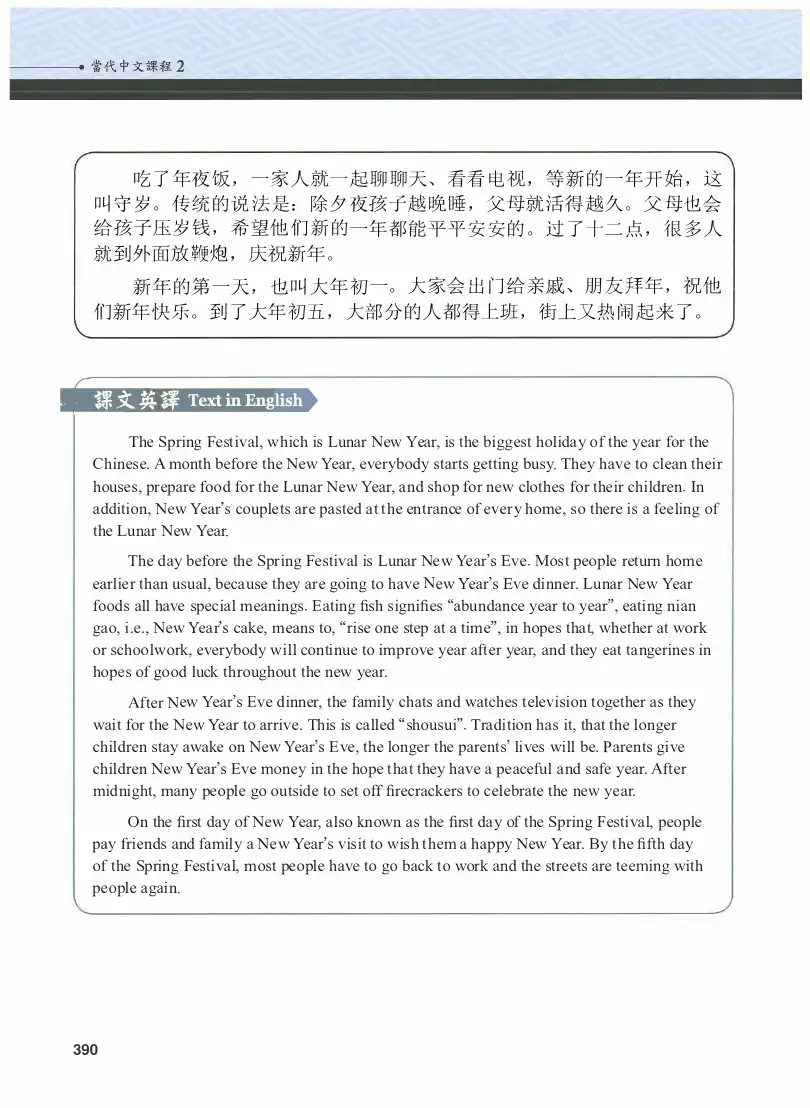 當代中文課程 2
吃了年夜饭，一家人就一起聊聊天、看看电视，等新的一年开始，这
叫守岁。传统的说法是：除夕夜孩子越晚睡，父母就活得越久。父母也会
给孩子压岁钱，希望他们新的一年都能平平安安的。过了十二点，很多人
就到外面放鞭炮，庆祝新年。
新年的第一天，也叫大年初一。大家会出门给亲戚、朋友拜年，祝他
们新年快乐。到了大年初五，大部分的人都得上班，街上又热闹起来了。
課文英譯 Text in English
The Spring Festival, which is Lunar New Year, is the biggest holiday of the year for the
Chinese. A month before the New Year, everybody starts getting busy. They have to clean their
houses, prepare food for the Lunar New Year, and shop for new clothes for their children. In
addition, New Year’s couplets are pasted at the entrance of every home, so there is a feeling of
the Lunar New Year.
The day before the Spring Festival is Lunar New Year’s Eve. Most people return home
earlier than usual, because they are going to have New Year’s Eve dinner. Lunar New Year
foods all have special meanings. Eating fish signifies “abundance year to year”, eating nian
gao, i.e., New Year’s cake, means to, “rise one step at a time”, in hopes that, whether at work
or schoolwork, everybody will continue to improve year after year, and they eat tangerines in
hopes of good luck throughout the new year.
After New Year’s Eve dinner, the family chats and watches television together as they
wait for the New Year to arrive. This is called “shousui”. Tradition has it, that the longer
children stay awake on New Year’s Eve, the longer the parents’ lives will be. Parents give
children New Year’s Eve money in the hope that they have a peaceful and safe year. After
midnight, many people go outside to set off firecrackers to celebrate the new year.
On the first day of New Year, also known as the first day of the Spring Festival, people
pay friends and family a New Year’s visit to wish them a happy New Year. By the fifth day
of the Spring Festival, most people have to go back to work and the streets are teeming with
people again.
390